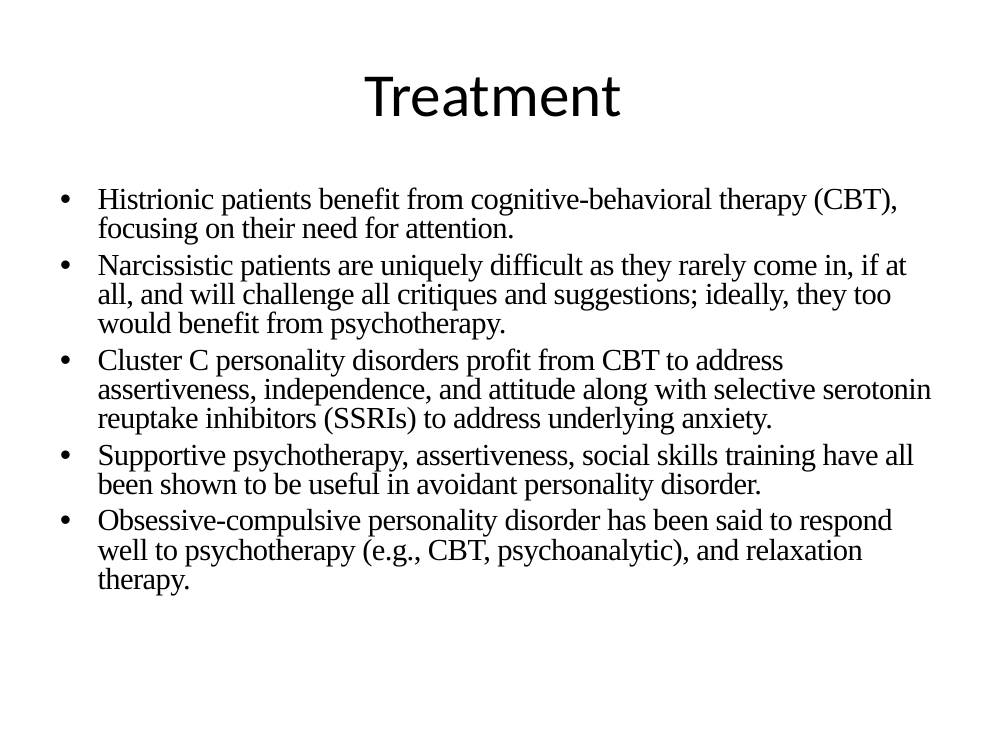 Treatment
• Histrionic patients benefit from cognitive-behavioral therapy (CBT),
focusing on their need for attention.
• Narcissistic patients are uniquely difficult as they rarely come in, if at
all, and will challenge all critiques and suggestions; ideally, they too
would benefit from psychotherapy.
• Cluster C personality disorders profit from CBT to address
assertiveness, independence, and attitude along with selective serotonin
reuptake inhibitors (SSRIs) to address underlying anxiety.
• Supportive psychotherapy, assertiveness, social skills training have all
been shown to be useful in avoidant personality disorder.
• Obsessive-compulsive personality disorder has been said to respond
well to psychotherapy (e.g., CBT, psychoanalytic), and relaxation
therapy.